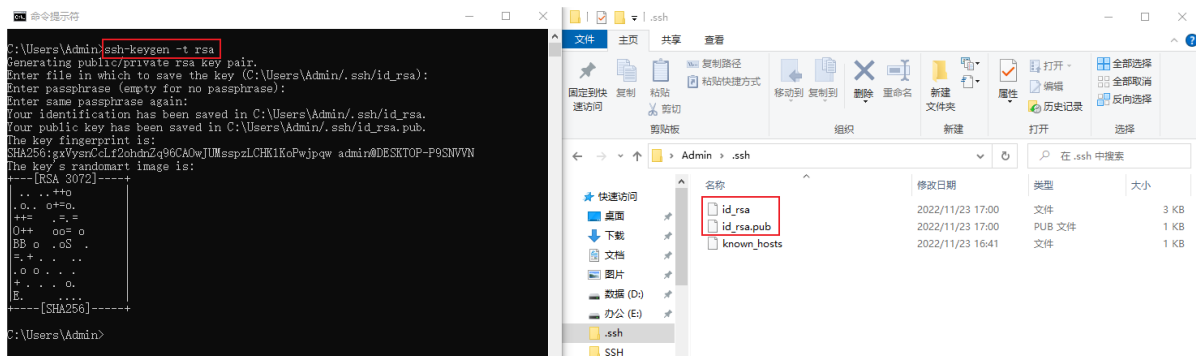 命令提示符
C:\Users\Admin>ssh-keygen -t rsa
Generating public/private rsa key pair.
Enter file in which to save the key (C:\Users\Admin/.ssh/id_rsa):
Enter passphrase (empty for no passphrase):
Enter same passphrase again:
Your identification has been saved in C:\Users\Admin/.ssh/id_rsa.
Your public key has been saved in C:\Users\Admin/.ssh/id_rsa.pub.
The key fingerprint is:
SHA256:gxVysnCcLf2ohdnZq96CAOwJUMsspzLCHK1KoPwjpqw admin@DESKTOP-P9SNVVN
The key's randomart image is:
+---[RSA 3072]----+
| .. ..++o
|.o.. o+=o.
|++= . =.=
|O++ oo= o
|BB o .oS .
|=.+ . . ..
|.o o . . .
|+ . . . o.
|E. ....
+----[SHA256]-----+
C:\Users\Admin>
.ssh
文件 主页 共享 查看
固定到快速访问
复制
粘贴
复制路径
粘贴快捷方式
剪切
剪贴板
移动到 复制到 删除 重命名
组织
新建文件夹
新建
属性
打开
编辑
历史记录
打开
全部选择
全部取消
反向选择
选择
Admin › .ssh
在 .ssh 中搜索
快速访问
桌面
下载
文档
图片
数据 (D:)
办公 (E:)
.ssh
SSH
名称 修改日期 类型 大小
id_rsa 2022/11/23 17:00 文件 3 KB
id_rsa.pub 2022/11/23 17:00 PUB 文件 1 KB
known_hosts 2022/11/23 16:41 文件 1 KB